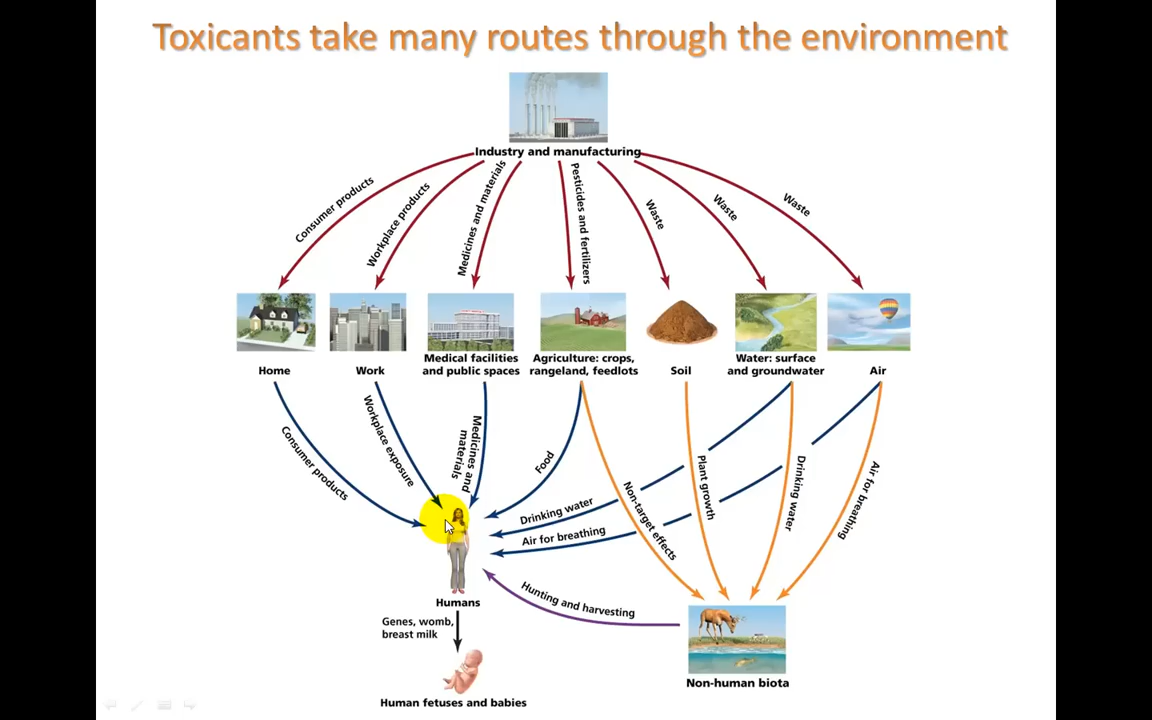 Toxicants take many routes through the environment
Industry and manufacturing
Consumer products
Workplace products
Medicines and materials
Pesticides and fertilizers
Waste
Waste
Waste
Home
Work
Medical facilities
and public spaces
Agriculture: crops,
rangeland, feedlots
Soil
Water: surface
and groundwater
Air
Consumer products
Workplace exposure
Medicines and
materials
Food
Drinking water
Air for breathing
Non-target effects
Plant growth
Drinking water
Air for breathing
Hunting and harvesting
Humans
Genes, womb,
breast milk
Human fetuses and babies
Non-human biota